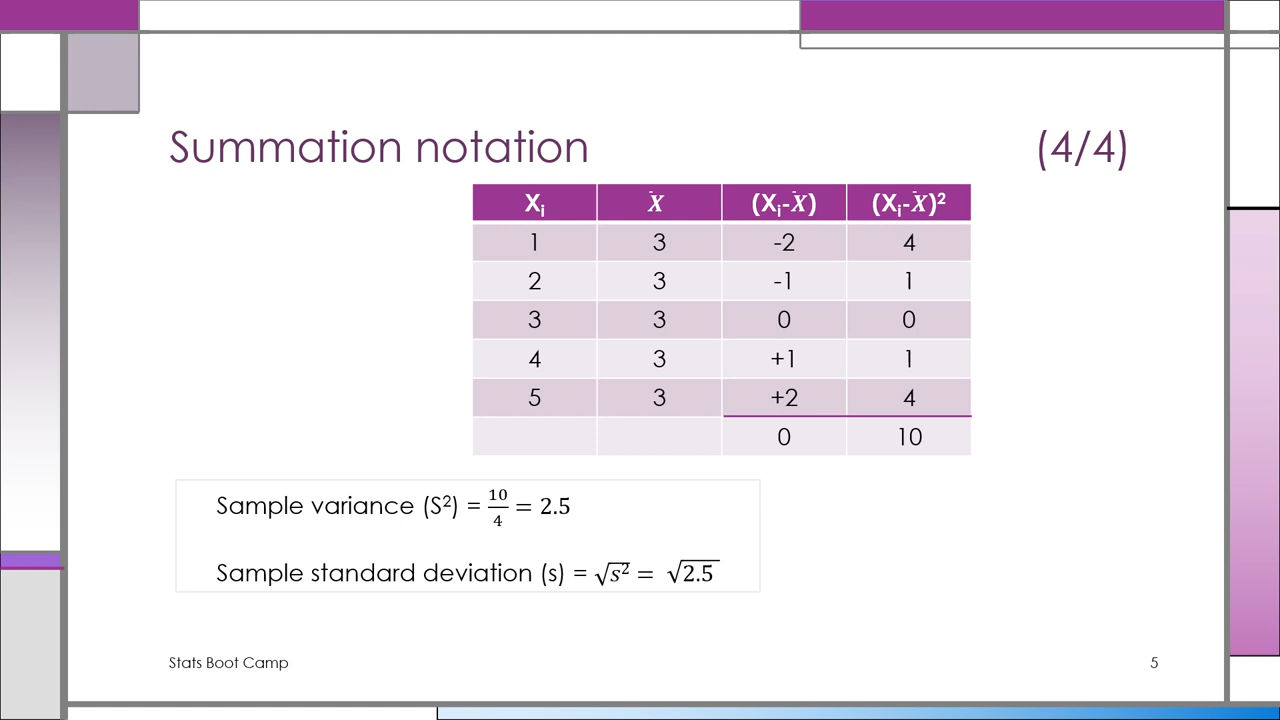 Summation notation (4/4)
Xᵢ X̄ (Xᵢ-X̄) (Xᵢ-X̄)²
1 3 -2 4
2 3 -1 1
3 3 0 0
4 3 +1 1
5 3 +2 4
0 10
Sample variance (S²) = 10/4 = 2.5
Sample standard deviation (s) = √s² = √2.5
Stats Boot Camp 5